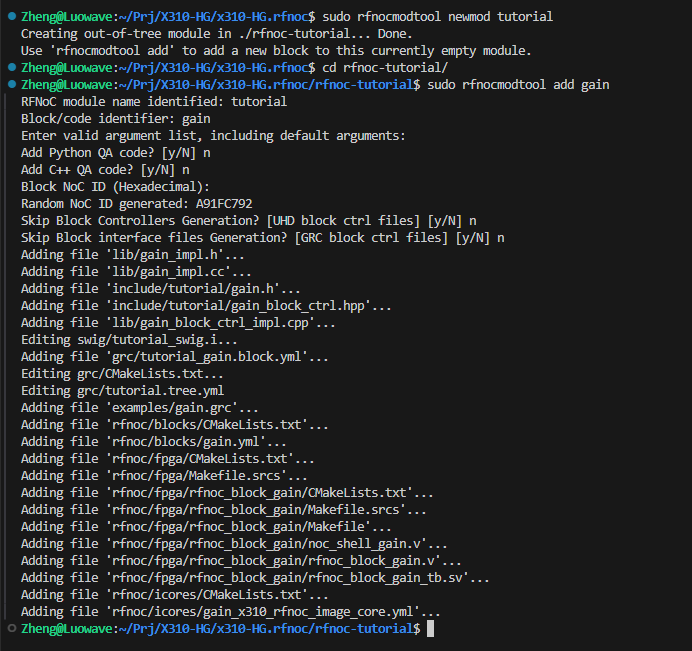 Zheng@Luowave:~/Prj/X310-HG/x310-HG.rfnoc$ sudo rfnocmodtool newmod tutorial
Creating out-of-tree module in ./rfnoc-tutorial... Done.
Use 'rfnocmodtool add' to add a new block to this currently empty module.
Zheng@Luowave:~/Prj/X310-HG/x310-HG.rfnoc$ cd rfnoc-tutorial/
Zheng@Luowave:~/Prj/X310-HG/x310-HG.rfnoc/rfnoc-tutorial$ sudo rfnocmodtool add gain
RFNoC module name identified: tutorial
Block/code identifier: gain
Enter valid argument list, including default arguments:
Add Python QA code? [y/N] n
Add C++ QA code? [y/N] n
Block NoC ID (Hexadecimal):
Random NoC ID generated: A91FC792
Skip Block Controllers Generation? [UHD block ctrl files] [y/N] n
Skip Block interface files Generation? [GRC block ctrl files] [y/N] n
Adding file 'lib/gain_impl.h'...
Adding file 'lib/gain_impl.cc'...
Adding file 'include/tutorial/gain.h'...
Adding file 'include/tutorial/gain_block_ctrl.hpp'...
Adding file 'lib/gain_block_ctrl_impl.cpp'...
Editing swig/tutorial_swig.i...
Adding file 'grc/tutorial_gain.block.yml'...
Editing grc/CMakeLists.txt...
Editing grc/tutorial.tree.yml
Adding file 'examples/gain.grc'...
Adding file 'rfnoc/blocks/CMakeLists.txt'...
Adding file 'rfnoc/blocks/gain.yml'...
Adding file 'rfnoc/fpga/CMakeLists.txt'...
Adding file 'rfnoc/fpga/Makefile.srcs'...
Adding file 'rfnoc/fpga/rfnoc_block_gain/CMakeLists.txt'...
Adding file 'rfnoc/fpga/rfnoc_block_gain/Makefile.srcs'...
Adding file 'rfnoc/fpga/rfnoc_block_gain/Makefile'...
Adding file 'rfnoc/fpga/rfnoc_block_gain/noc_shell_gain.v'...
Adding file 'rfnoc/fpga/rfnoc_block_gain/rfnoc_block_gain.v'...
Adding file 'rfnoc/fpga/rfnoc_block_gain/rfnoc_block_gain_tb.sv'...
Adding file 'rfnoc/icores/CMakeLists.txt'...
Adding file 'rfnoc/icores/gain_x310_rfnoc_image_core.yml'...
Zheng@Luowave:~/Prj/X310-HG/x310-HG.rfnoc/rfnoc-tutorial$